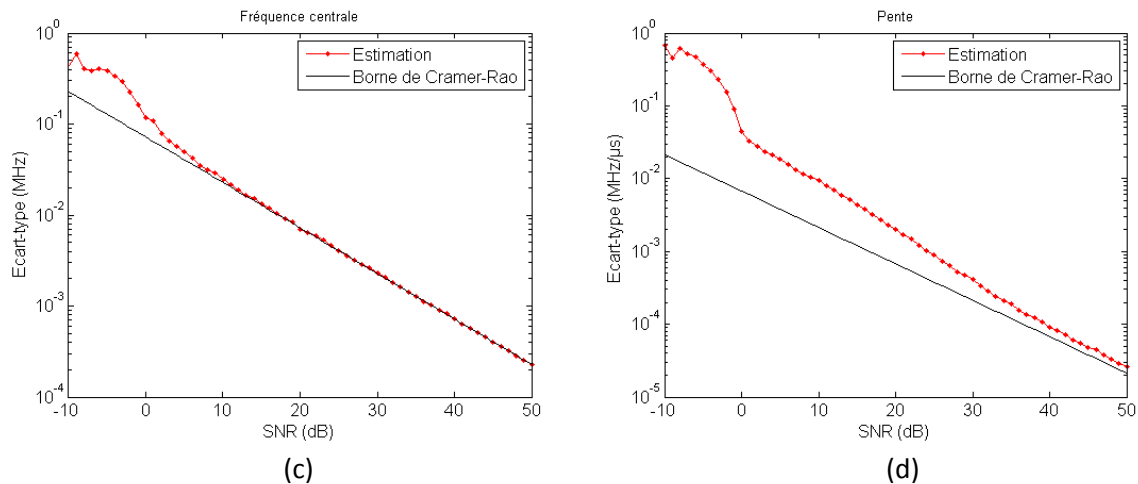 Fréquence centrale
Estimation
Borne de Cramer-Rao
Ecart-type (MHz)
10^0
10^-1
10^-2
10^-3
10^-4
-10 0 10 20 30 40 50
SNR (dB)
(c)
Pente
Estimation
Borne de Cramer-Rao
Ecart-type (MHz/µs)
10^0
10^-1
10^-2
10^-3
10^-4
10^-5
-10 0 10 20 30 40 50
SNR (dB)
(d)